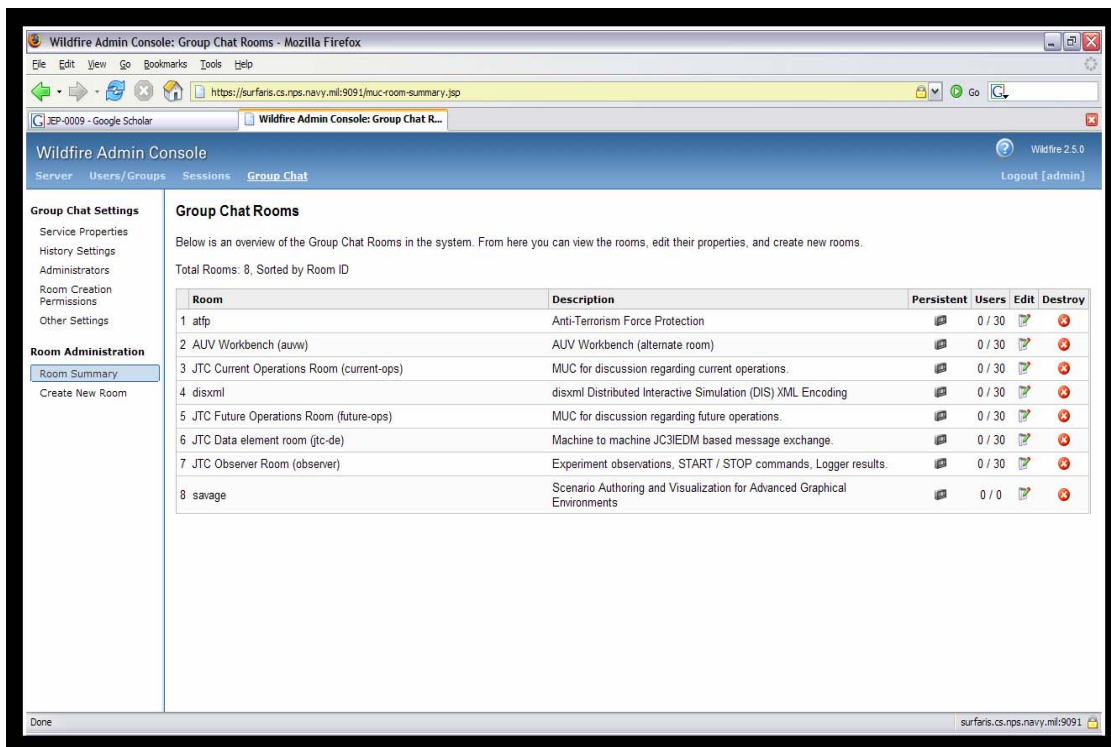 Wildfire Admin Console: Group Chat Rooms - Mozilla Firefox
File Edit View Go Bookmarks Tools Help
https://surfaris.cs.nps.navy.mil:9091/muc-room-summary.jsp
Go
JEP-0009 - Google Scholar
Wildfire Admin Console: Group Chat R...
Wildfire Admin Console
Wildfire 2.5.0
Server Users/Groups Sessions Group Chat
Logout [admin]
Group Chat Settings
Service Properties
History Settings
Administrators
Room Creation
Permissions
Other Settings
Room Administration
Room Summary
Create New Room
Group Chat Rooms
Below is an overview of the Group Chat Rooms in the system. From here you can view the rooms, edit their properties, and create new rooms.
Total Rooms: 8, Sorted by Room ID
Room Description Persistent Users Edit Destroy
1 atfp Anti-Terrorism Force Protection 0 / 30
2 AUV Workbench (auvw) AUV Workbench (alternate room) 0 / 30
3 JTC Current Operations Room (current-ops) MUC for discussion regarding current operations. 0 / 30
4 disxml disxml Distributed Interactive Simulation (DIS) XML Encoding 0 / 30
5 JTC Future Operations Room (future-ops) MUC for discussion regarding future operations. 0 / 30
6 JTC Data element room (jtc-de) Machine to machine JC3IEDM based message exchange. 0 / 30
7 JTC Observer Room (observer) Experiment observations, START / STOP commands, Logger results. 0 / 30
8 savage Scenario Authoring and Visualization for Advanced Graphical
Environments 0 / 0
Done
surfaris.cs.nps.navy.mil:9091